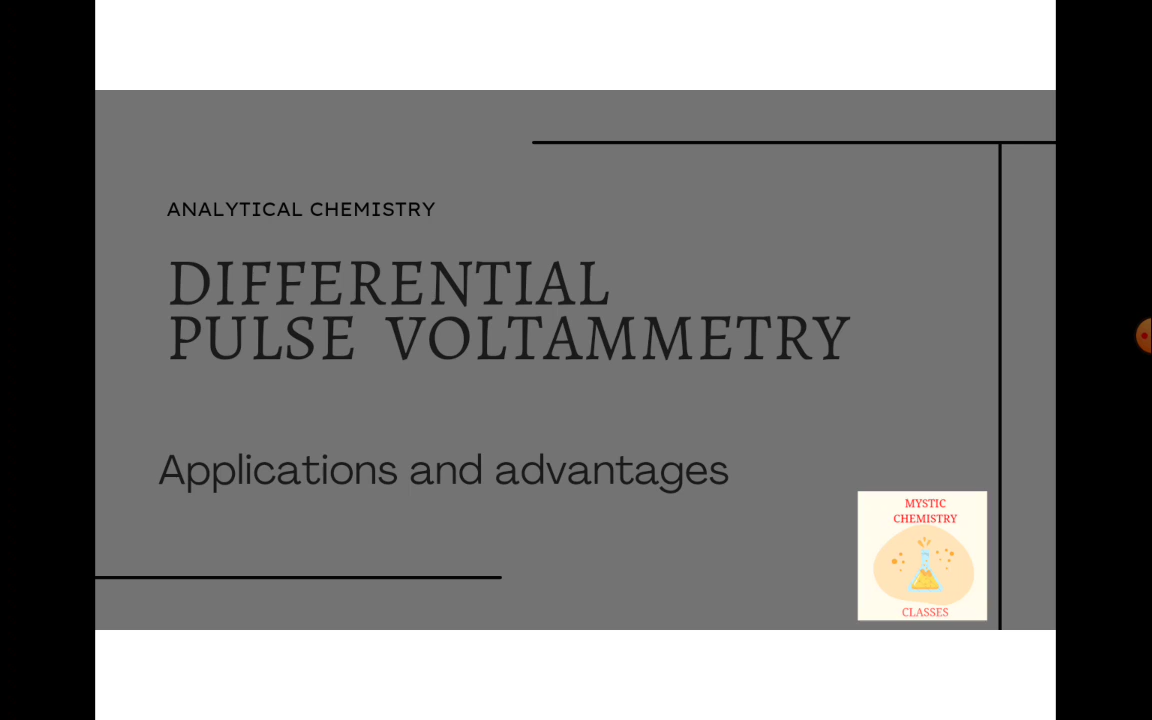 ANALYTICAL CHEMISTRY
DIFFERENTIAL
PULSE VOLTAMMETRY
Applications and advantages
MYSTIC
CHEMISTRY
CLASSES